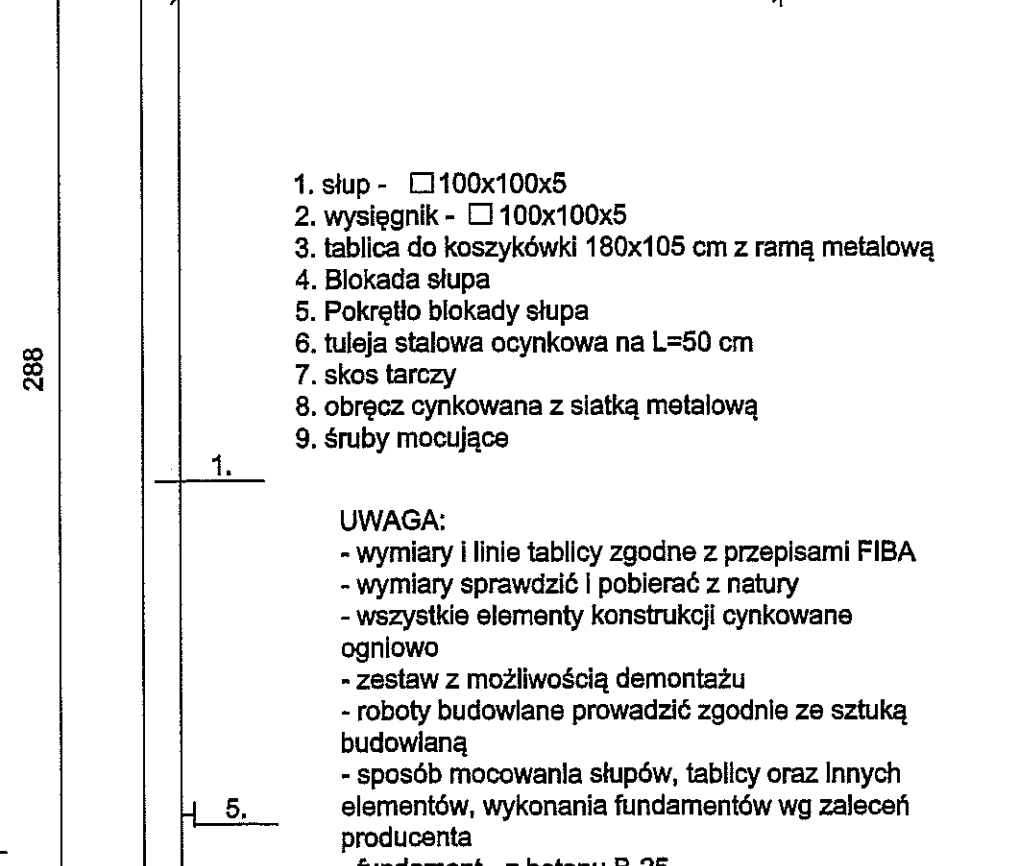 1. słup - □100x100x5
2. wysięgnik - □ 100x100x5
3. tablica do koszykówki 180x105 cm z ramą metalową
4. Blokada słupa
5. Pokrętło blokady słupa
6. tuleja stalowa ocynkowa na L=50 cm
7. skos tarczy
8. obręcz cynkowana z siatką metalową
9. śruby mocujące
288
1.
UWAGA:
- wymiary i linie tablicy zgodne z przepisami FIBA
- wymiary sprawdzić i pobierać z natury
- wszystkie elementy konstrukcji cynkowane
ogniowo
- zestaw z możliwością demontażu
- roboty budowlane prowadzić zgodnie ze sztuką
budowlaną
- sposób mocowania słupów, tablicy oraz innych
elementów, wykonania fundamentów wg zaleceń
producenta
5.
- fundament - z betonu B-25